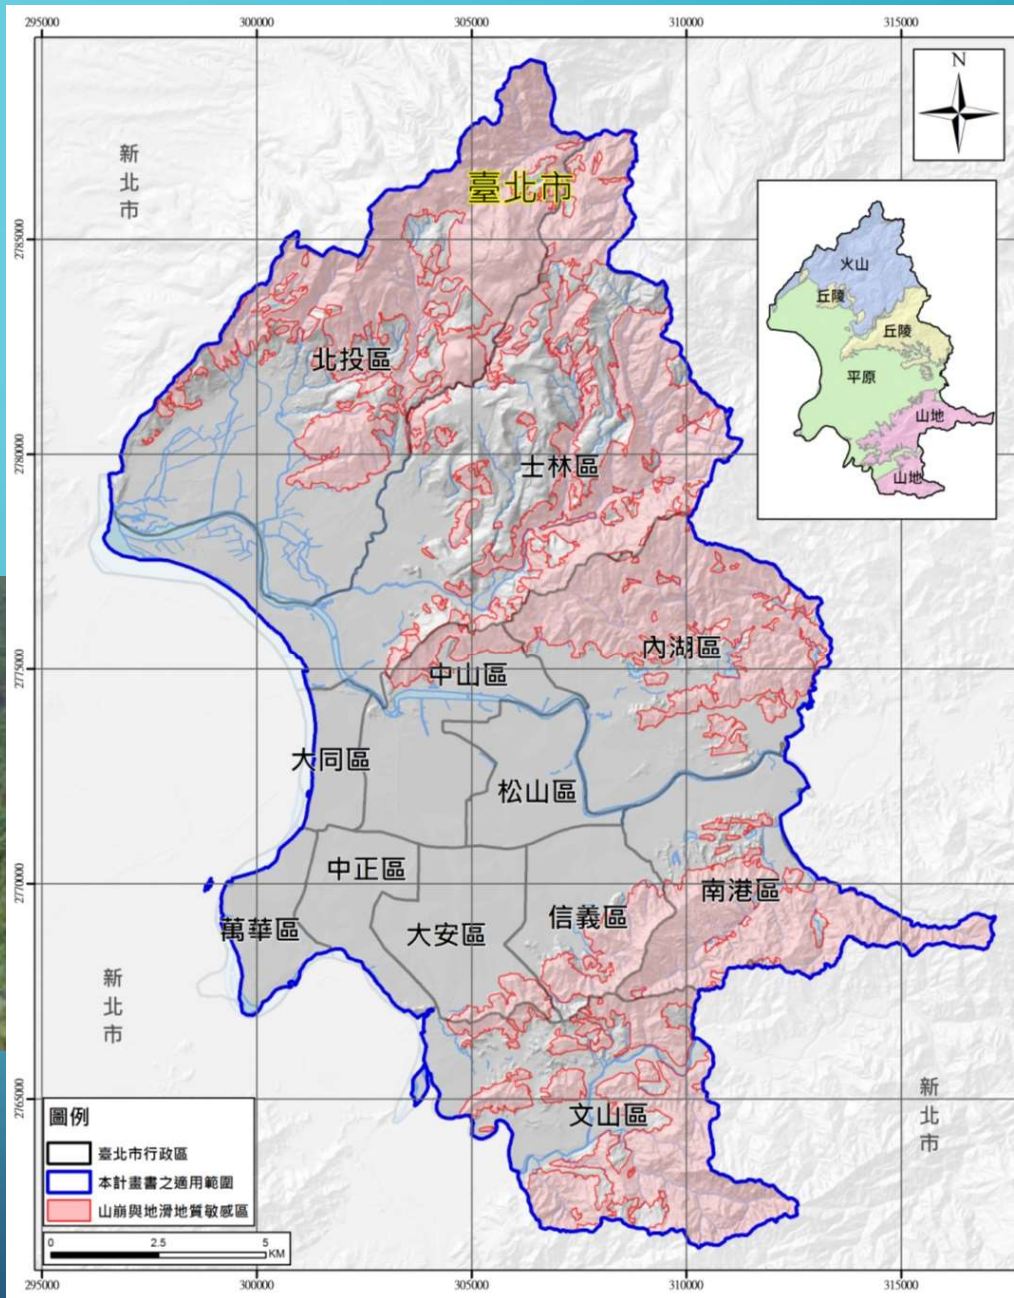 295000
300000
305000
310000
315000
N
新北市
臺北市
2785000
火山
丘陵
丘陵
平原
山地
山地
北投區
2780000
士林區
2775000
內湖區
中山區
大同區
松山區
中正區
2770000
南港區
萬華區
大安區
信義區
新北市
2765000
文山區
新北市
圖例
臺北市行政區
本計畫書之適用範圍
山崩與地滑地質敏感區
0 2.5 5
KM
295000
300000
305000
310000
315000